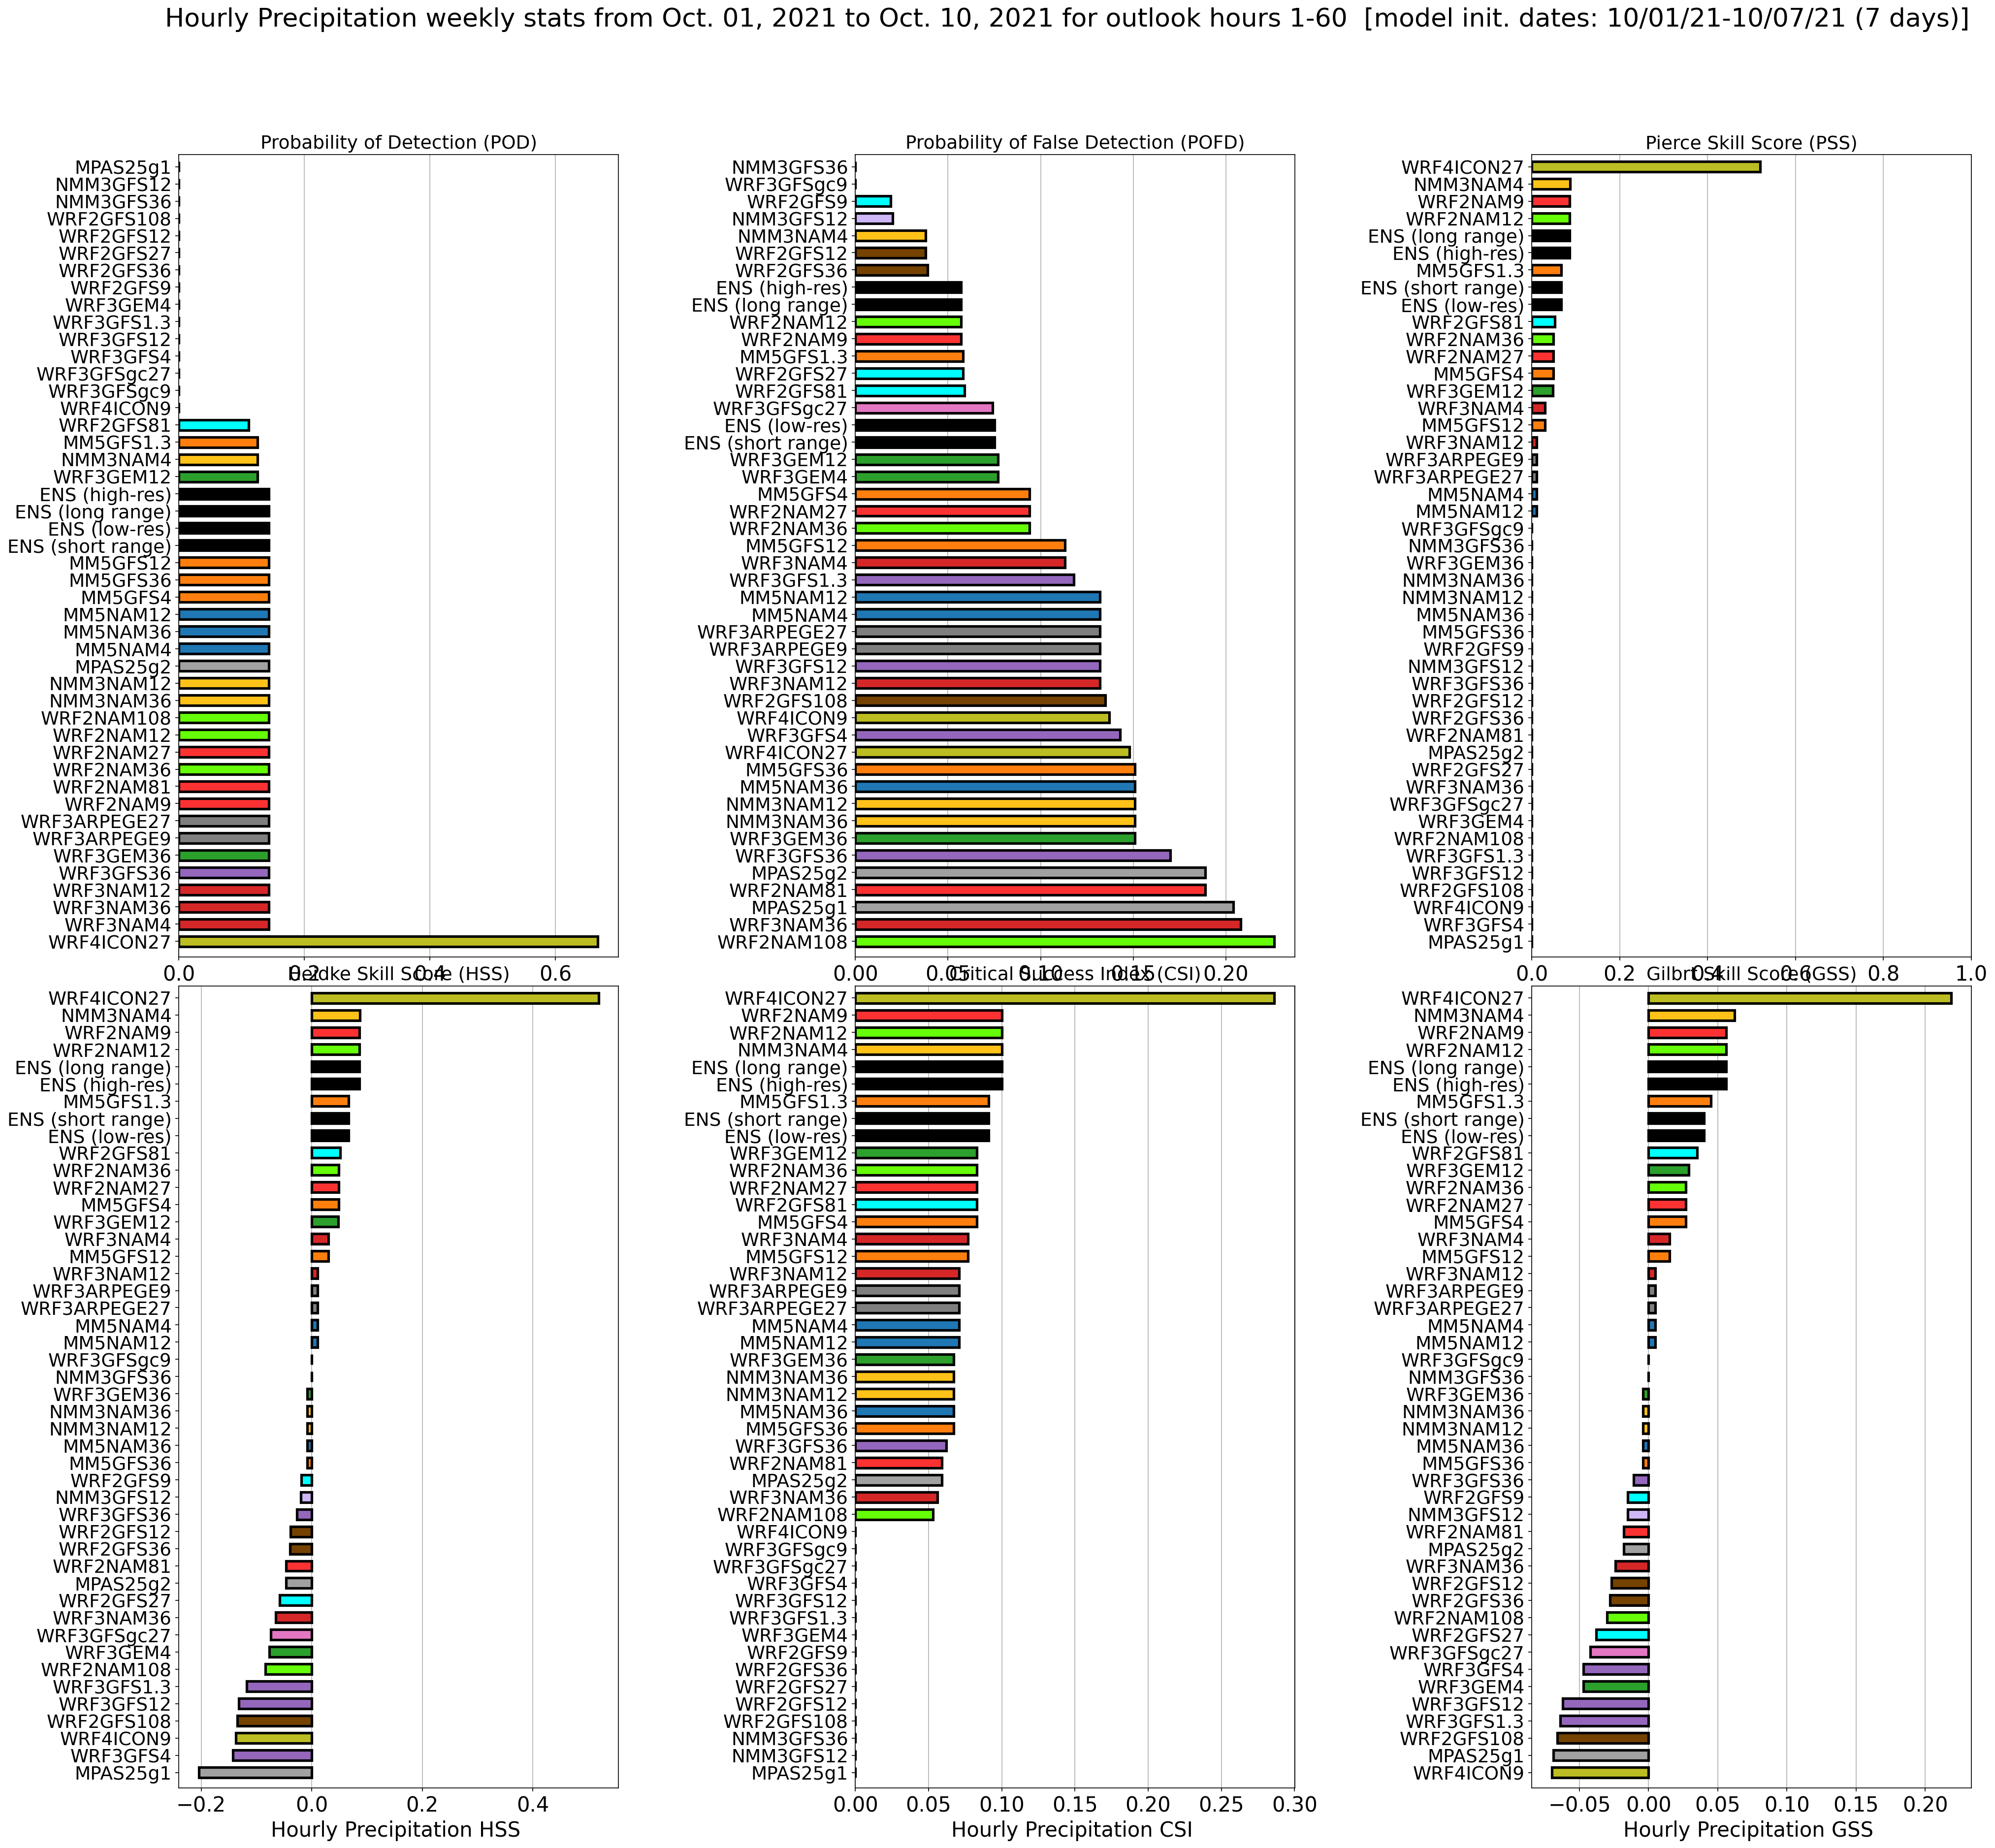 Hourly Precipitation weekly stats from Oct. 01, 2021 to Oct. 10, 2021 for outlook hours 1-60  [model init. dates: 10/01/21-10/07/21 (7 days)]
Probability of Detection (POD)
MPAS25g1
NMM3GFS12
NMM3GFS36
WRF2GFS108
WRF2GFS12
WRF2GFS27
WRF2GFS36
WRF2GFS9
WRF3GEM4
WRF3GFS1.3
WRF3GFS12
WRF3GFS4
WRF3GFSgc27
WRF3GFSgc9
WRF4ICON9
WRF2GFS81
MM5GFS1.3
NMM3NAM4
WRF3GEM12
ENS (high-res)
ENS (long range)
ENS (low-res)
ENS (short range)
MM5GFS12
MM5GFS36
MM5GFS4
MM5NAM12
MM5NAM36
MM5NAM4
MPAS25g2
NMM3NAM12
NMM3NAM36
WRF2NAM108
WRF2NAM12
WRF2NAM27
WRF2NAM36
WRF2NAM81
WRF2NAM9
WRF3ARPEGE27
WRF3ARPEGE9
WRF3GEM36
WRF3GFS36
WRF3NAM12
WRF3NAM36
WRF3NAM4
WRF4ICON27
0.0 0.2 0.4 0.6
Probability of False Detection (POFD)
NMM3GFS36
WRF3GFSgc9
WRF2GFS9
NMM3GFS12
NMM3NAM4
WRF2GFS12
WRF2GFS36
ENS (high-res)
ENS (long range)
WRF2NAM12
WRF2NAM9
MM5GFS1.3
WRF2GFS27
WRF2GFS81
WRF3GFSgc27
ENS (low-res)
ENS (short range)
WRF3GEM12
WRF3GEM4
MM5GFS4
WRF2NAM27
WRF2NAM36
MM5GFS12
WRF3NAM4
WRF3GFS1.3
MM5NAM12
MM5NAM4
WRF3ARPEGE27
WRF3ARPEGE9
WRF3GFS12
WRF3NAM12
WRF2GFS108
WRF4ICON9
WRF3GFS4
WRF4ICON27
MM5GFS36
MM5NAM36
NMM3NAM12
NMM3NAM36
WRF3GEM36
WRF3GFS36
MPAS25g2
WRF2NAM81
MPAS25g1
WRF3NAM36
WRF2NAM108
0.00 0.05 0.10 0.15 0.20
Pierce Skill Score (PSS)
WRF4ICON27
NMM3NAM4
WRF2NAM9
WRF2NAM12
ENS (long range)
ENS (high-res)
MM5GFS1.3
ENS (short range)
ENS (low-res)
WRF2GFS81
WRF2NAM36
WRF2NAM27
MM5GFS4
WRF3GEM12
WRF3NAM4
MM5GFS12
WRF3NAM12
WRF3ARPEGE9
WRF3ARPEGE27
MM5NAM4
MM5NAM12
WRF3GFSgc9
NMM3GFS36
WRF3GEM36
NMM3NAM36
NMM3NAM12
MM5NAM36
MM5GFS36
WRF2GFS9
NMM3GFS12
WRF3GFS36
WRF2GFS12
WRF2GFS36
WRF2NAM81
MPAS25g2
WRF2GFS27
WRF3NAM36
WRF3GFSgc27
WRF3GEM4
WRF2NAM108
WRF3GFS1.3
WRF3GFS12
WRF2GFS108
WRF4ICON9
WRF3GFS4
MPAS25g1
0.0 0.2 0.4 0.6 0.8 1.0
Heidke Skill Score (HSS)
WRF4ICON27
NMM3NAM4
WRF2NAM9
WRF2NAM12
ENS (long range)
ENS (high-res)
MM5GFS1.3
ENS (short range)
ENS (low-res)
WRF2GFS81
WRF2NAM36
WRF2NAM27
MM5GFS4
WRF3GEM12
WRF3NAM4
MM5GFS12
WRF3NAM12
WRF3ARPEGE9
WRF3ARPEGE27
MM5NAM4
MM5NAM12
WRF3GFSgc9
NMM3GFS36
WRF3GEM36
NMM3NAM36
NMM3NAM12
MM5NAM36
MM5GFS36
WRF2GFS9
NMM3GFS12
WRF3GFS36
WRF2GFS12
WRF2GFS36
WRF2NAM81
MPAS25g2
WRF2GFS27
WRF3NAM36
WRF3GFSgc27
WRF3GEM4
WRF2NAM108
WRF3GFS1.3
WRF3GFS12
WRF2GFS108
WRF4ICON9
WRF3GFS4
MPAS25g1
−0.2 0.0 0.2 0.4
Hourly Precipitation HSS
Critical Success Index (CSI)
WRF4ICON27
WRF2NAM9
WRF2NAM12
NMM3NAM4
ENS (long range)
ENS (high-res)
MM5GFS1.3
ENS (short range)
ENS (low-res)
WRF3GEM12
WRF2NAM36
WRF2NAM27
WRF2GFS81
MM5GFS4
WRF3NAM4
MM5GFS12
WRF3NAM12
WRF3ARPEGE9
WRF3ARPEGE27
MM5NAM4
MM5NAM12
WRF3GEM36
NMM3NAM36
NMM3NAM12
MM5NAM36
MM5GFS36
WRF3GFS36
WRF2NAM81
MPAS25g2
WRF3NAM36
WRF2NAM108
WRF4ICON9
WRF3GFSgc9
WRF3GFSgc27
WRF3GFS4
WRF3GFS12
WRF3GFS1.3
WRF3GEM4
WRF2GFS9
WRF2GFS36
WRF2GFS27
WRF2GFS12
WRF2GFS108
NMM3GFS36
NMM3GFS12
MPAS25g1
0.00 0.05 0.10 0.15 0.20 0.25 0.30
Hourly Precipitation CSI
Gilbrt Skill Score (GSS)
WRF4ICON27
NMM3NAM4
WRF2NAM9
WRF2NAM12
ENS (long range)
ENS (high-res)
MM5GFS1.3
ENS (short range)
ENS (low-res)
WRF2GFS81
WRF3GEM12
WRF2NAM36
WRF2NAM27
MM5GFS4
WRF3NAM4
MM5GFS12
WRF3NAM12
WRF3ARPEGE9
WRF3ARPEGE27
MM5NAM4
MM5NAM12
WRF3GFSgc9
NMM3GFS36
WRF3GEM36
NMM3NAM36
NMM3NAM12
MM5NAM36
MM5GFS36
WRF3GFS36
WRF2GFS9
NMM3GFS12
WRF2NAM81
MPAS25g2
WRF3NAM36
WRF2GFS12
WRF2GFS36
WRF2NAM108
WRF2GFS27
WRF3GFSgc27
WRF3GFS4
WRF3GEM4
WRF3GFS12
WRF3GFS1.3
WRF2GFS108
MPAS25g1
WRF4ICON9
−0.05 0.00 0.05 0.10 0.15 0.20
Hourly Precipitation GSS